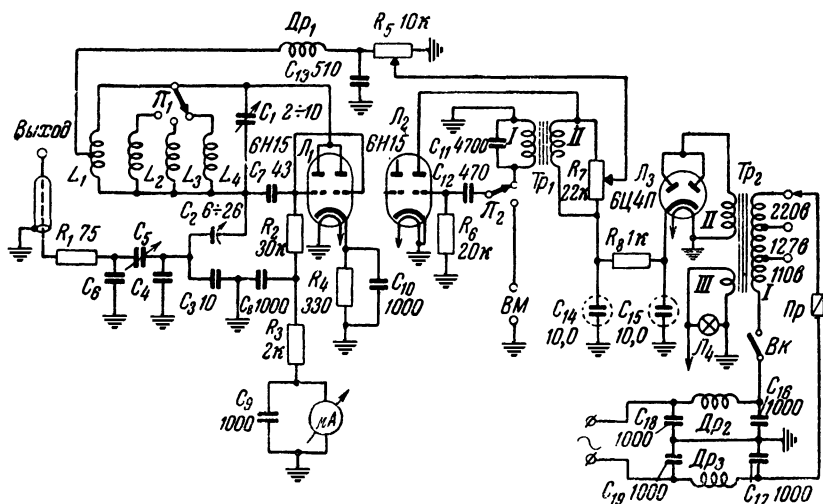 Др₁
R₅ 10к
C₁₃ 510
П₁
C₁ 2÷10
6Н15
Л₁
Л₂
6Н15
C₁₁ 4700
I
II
Тр₁
R₇
22к
Л₃
6Ц4П
Тр₂
II
III
I
220в
127в
110в
Пр
Выход
L₁
L₂
L₃
L₄
C₇ 43
C₁₂ 470
П₂
C₂ 6÷26
R₁ 75
C₅
C₆
C₄
C₃ 10
C₈ 1000
R₂
30к
R₄
330
C₁₀
1000
R₆
20к
R₈ 1к
ВМ
C₁₄
10,0
C₁₅
10,0
Л₄
Вк
R₃
2к
C₉
1000
μА
C₁₈
1000
Др₂
C₁₆
1000
~
C₁₉ 1000
Др₃
C₁₇ 1000